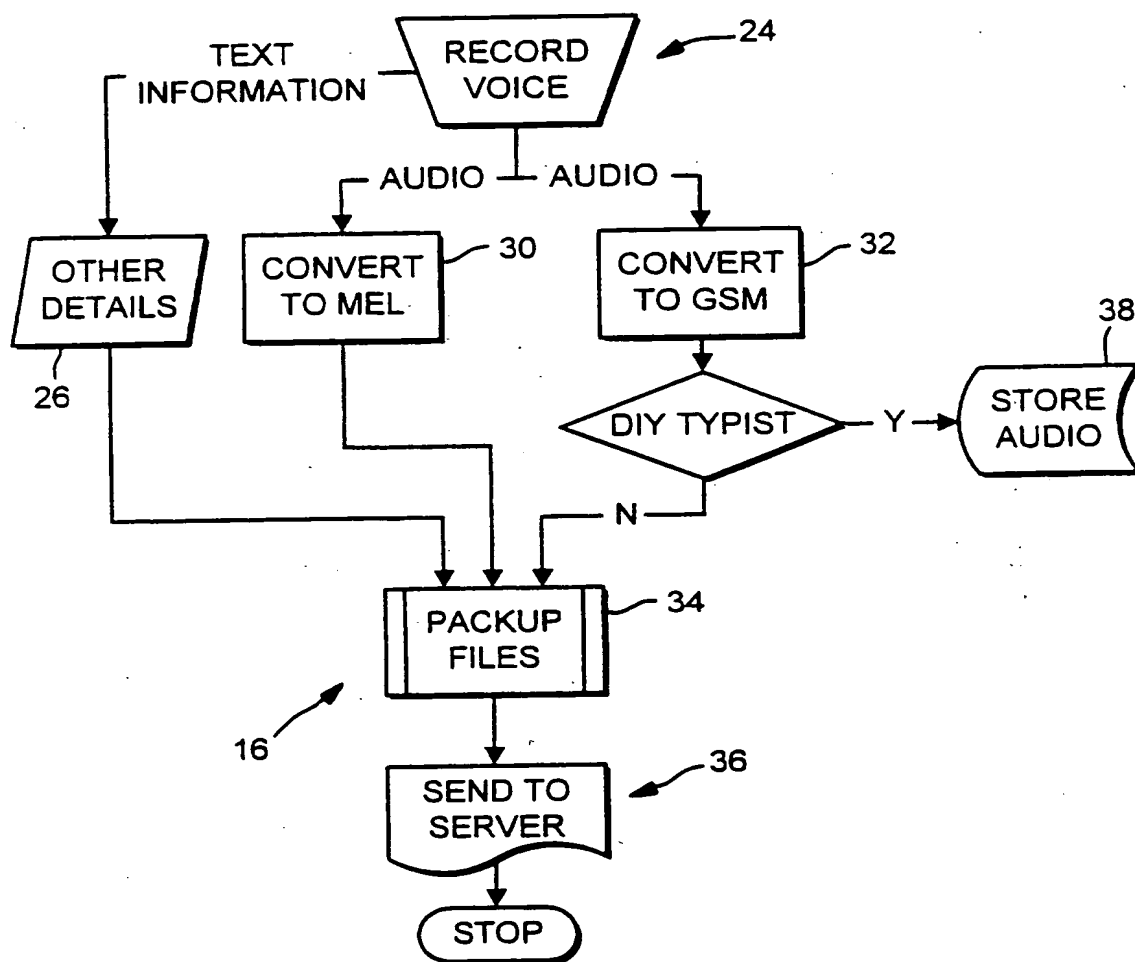 RECORD
VOICE
24
TEXT
INFORMATION
AUDIO
AUDIO
OTHER
DETAILS
26
CONVERT
TO MEL
30
CONVERT
TO GSM
32
DIY TYPIST
Y
STORE
AUDIO
38
N
PACKUP
FILES
34
16
SEND TO
SERVER
36
STOP